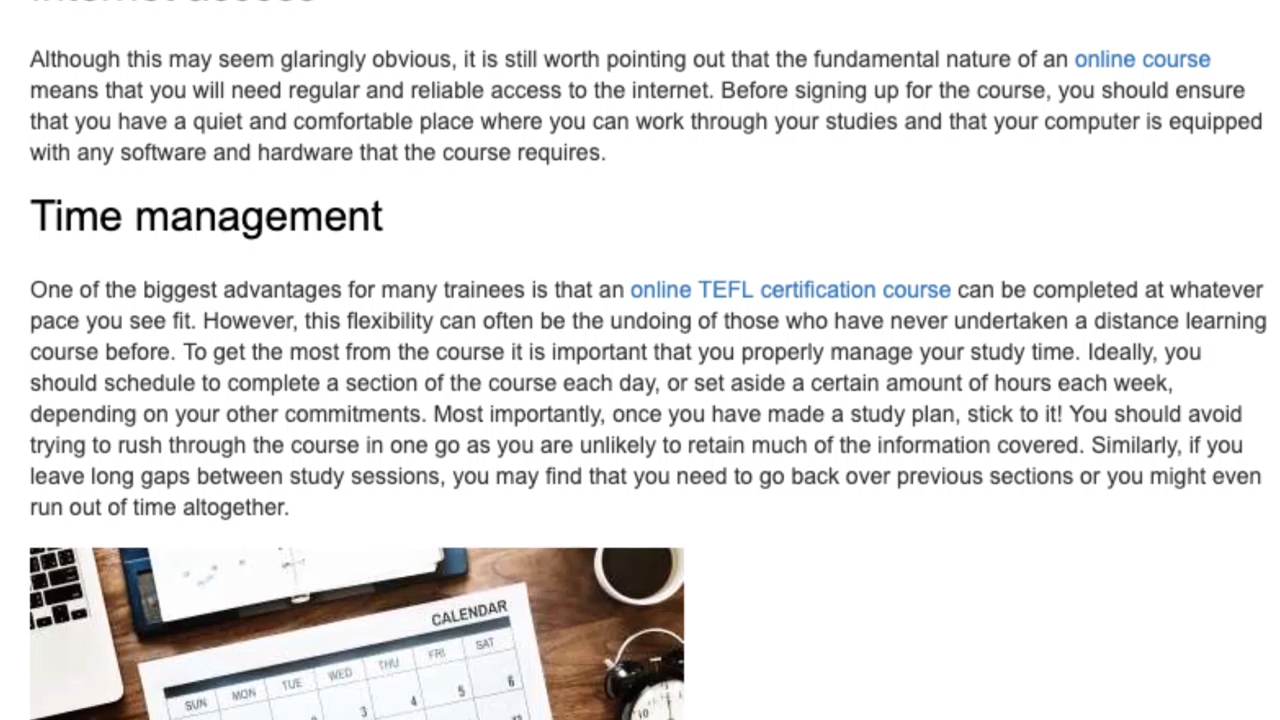 Internet access
Although this may seem glaringly obvious, it is still worth pointing out that the fundamental nature of an online course
means that you will need regular and reliable access to the internet. Before signing up for the course, you should ensure
that you have a quiet and comfortable place where you can work through your studies and that your computer is equipped
with any software and hardware that the course requires.
Time management
One of the biggest advantages for many trainees is that an online TEFL certification course can be completed at whatever
pace you see fit. However, this flexibility can often be the undoing of those who have never undertaken a distance learning
course before. To get the most from the course it is important that you properly manage your study time. Ideally, you
should schedule to complete a section of the course each day, or set aside a certain amount of hours each week,
depending on your other commitments. Most importantly, once you have made a study plan, stick to it! You should avoid
trying to rush through the course in one go as you are unlikely to retain much of the information covered. Similarly, if you
leave long gaps between study sessions, you may find that you need to go back over previous sections or you might even
run out of time altogether.
CALENDAR
SUN MON TUE WED THU FRI SAT
3 4 5 6
10